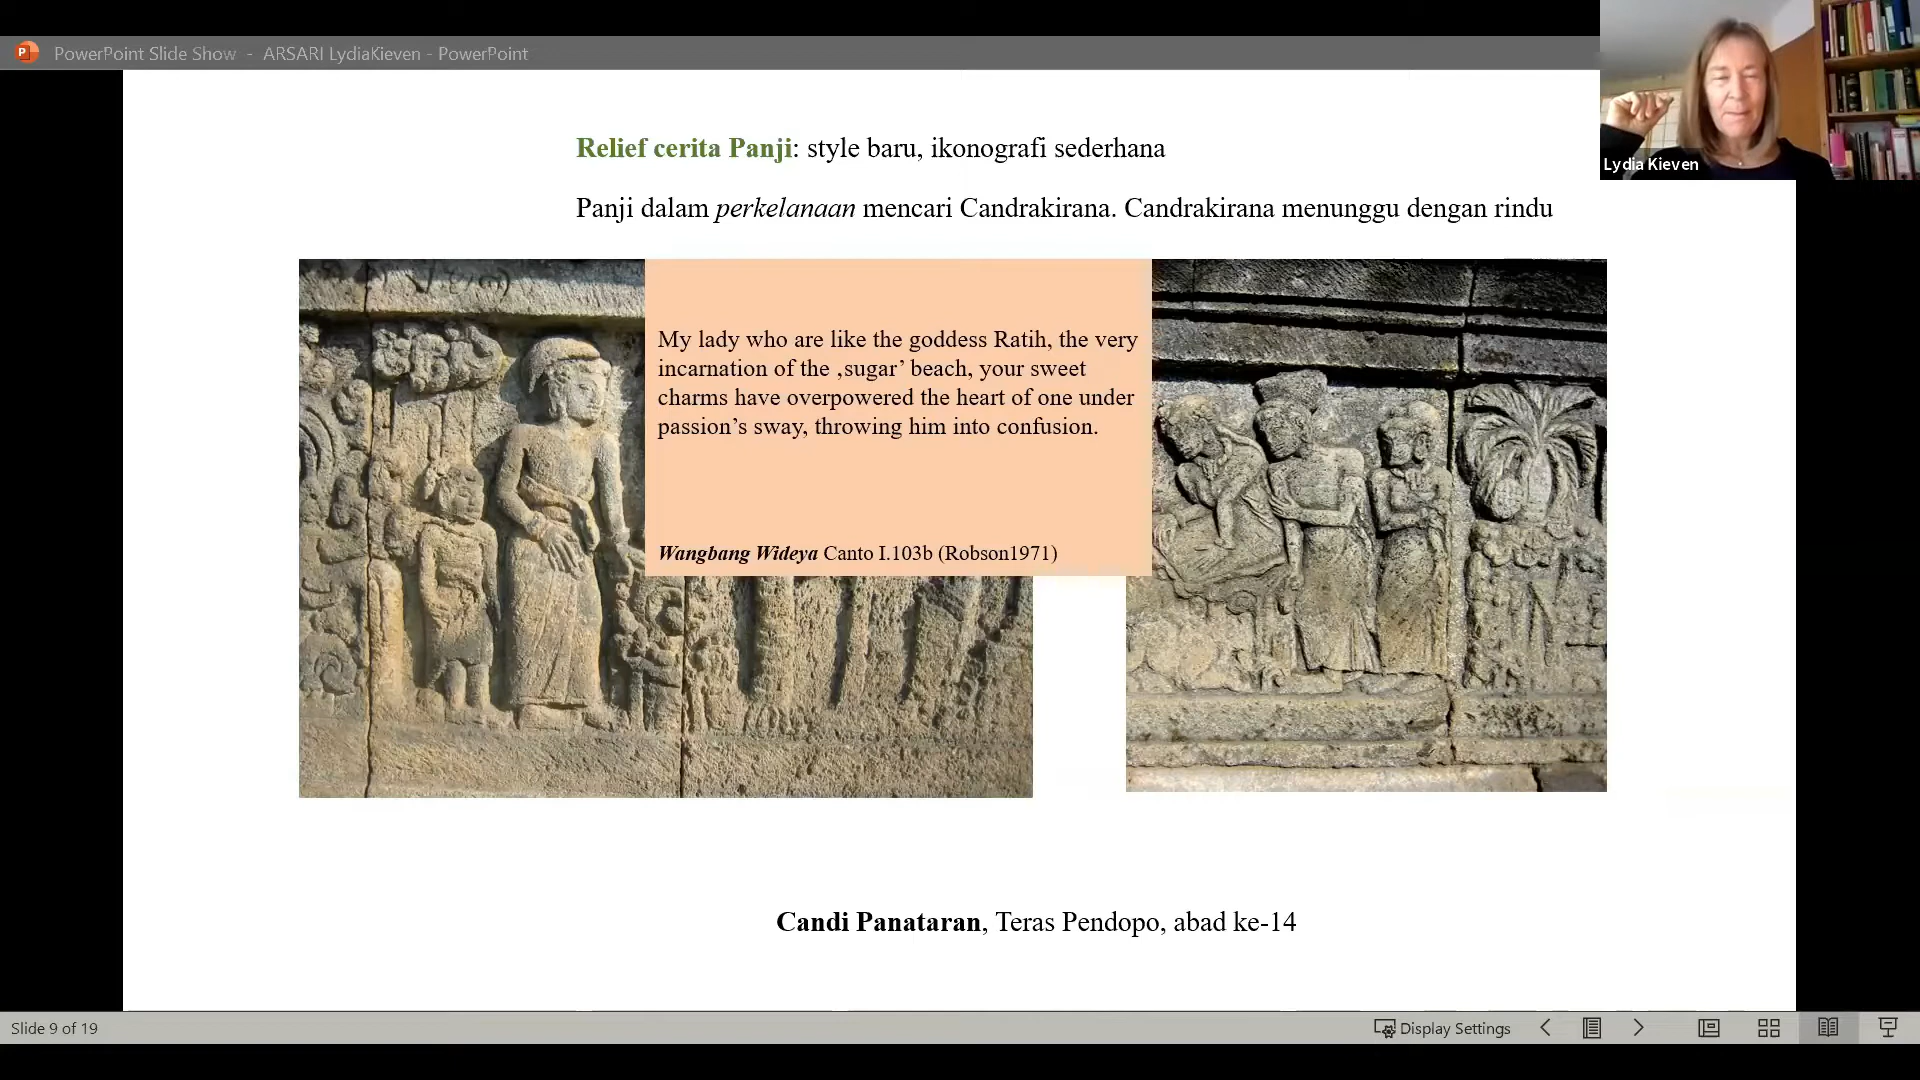 PowerPoint Slide Show - ARSARI LydiaKieven - PowerPoint
Lydia Kieven
Relief cerita Panji: style baru, ikonografi sederhana
Panji dalam perkelanaan mencari Candrakirana. Candrakirana menunggu dengan rindu
My lady who are like the goddess Ratih, the very
incarnation of the ‚sugar’ beach, your sweet
charms have overpowered the heart of one under
passion’s sway, throwing him into confusion.
Wangbang Wideya Canto I.103b (Robson1971)
Candi Panataran, Teras Pendopo, abad ke-14
Slide 9 of 19
Display Settings